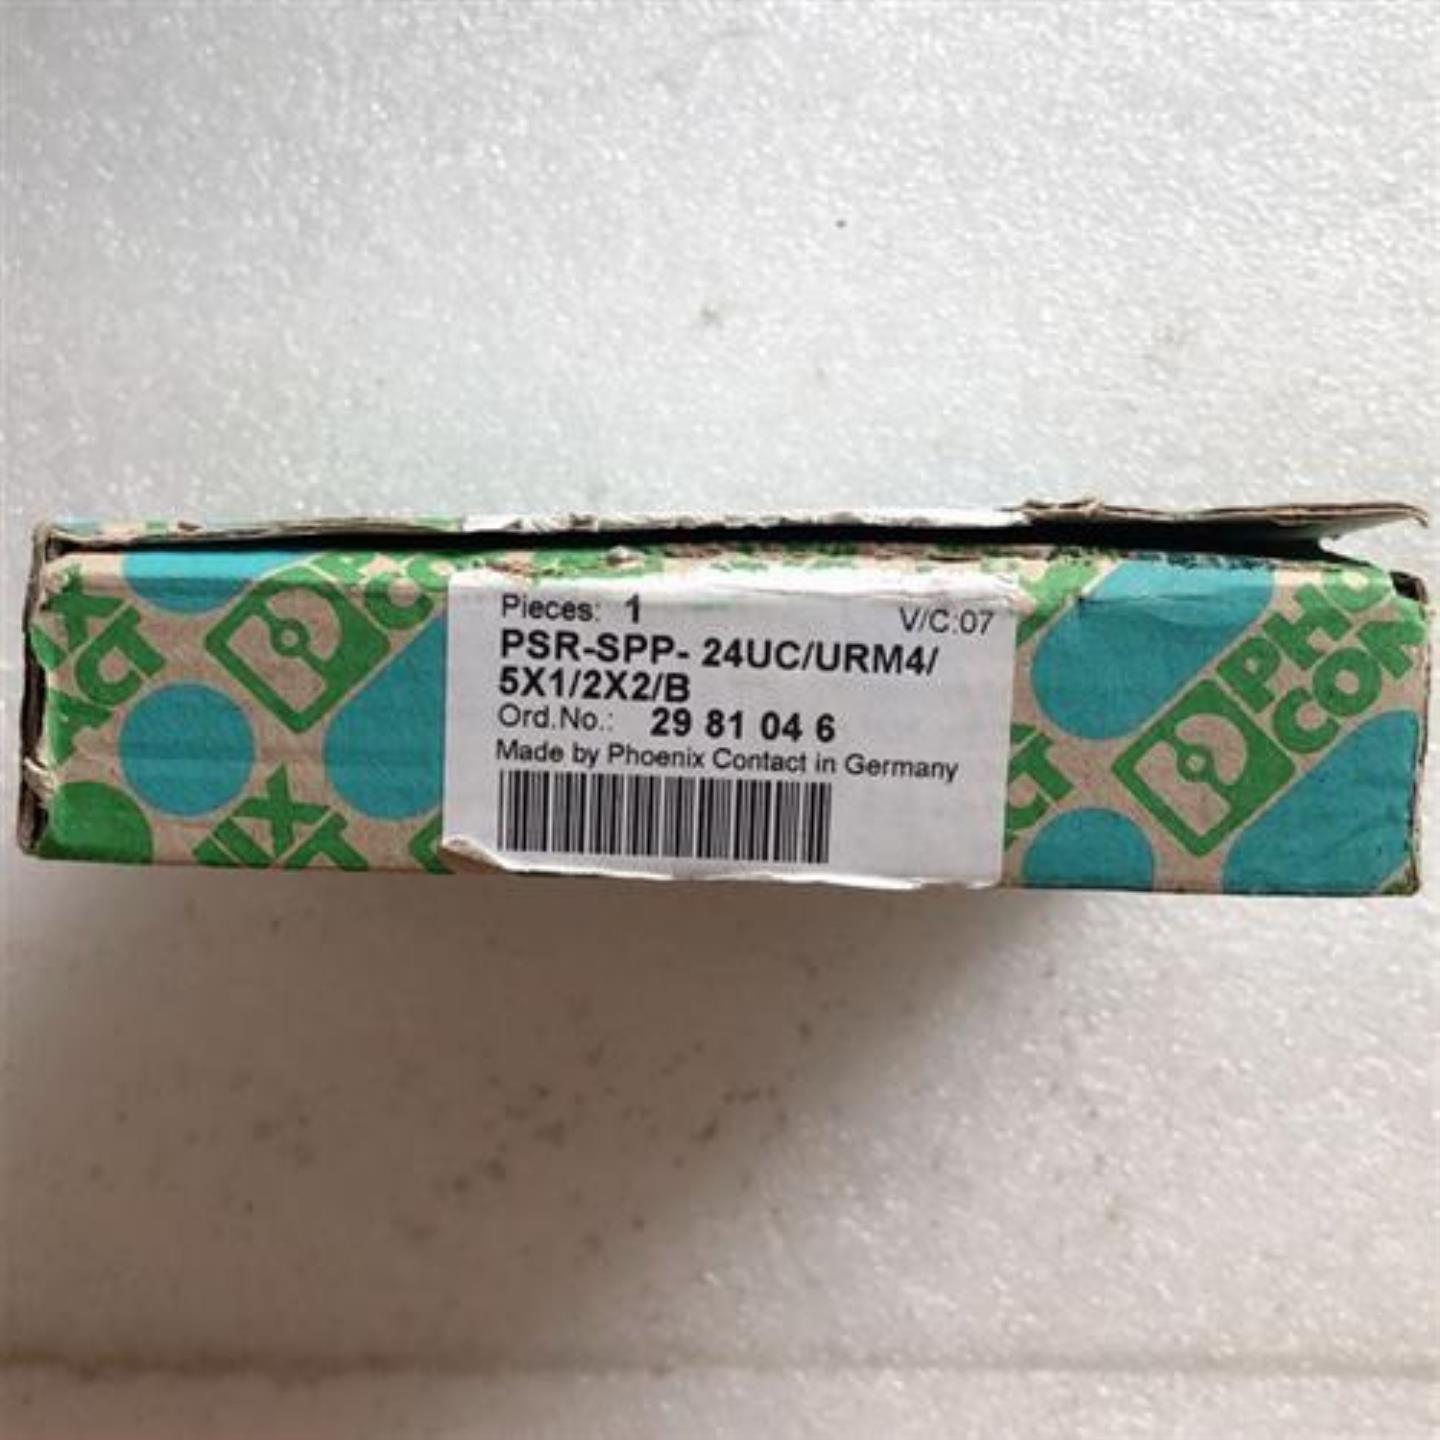 Pieces: 1 V/C:07
PSR-SPP- 24UC/URM4/
5X1/2X2/B
Ord.No.: 29 81 04 6
Made by Phoenix Contact in Germany